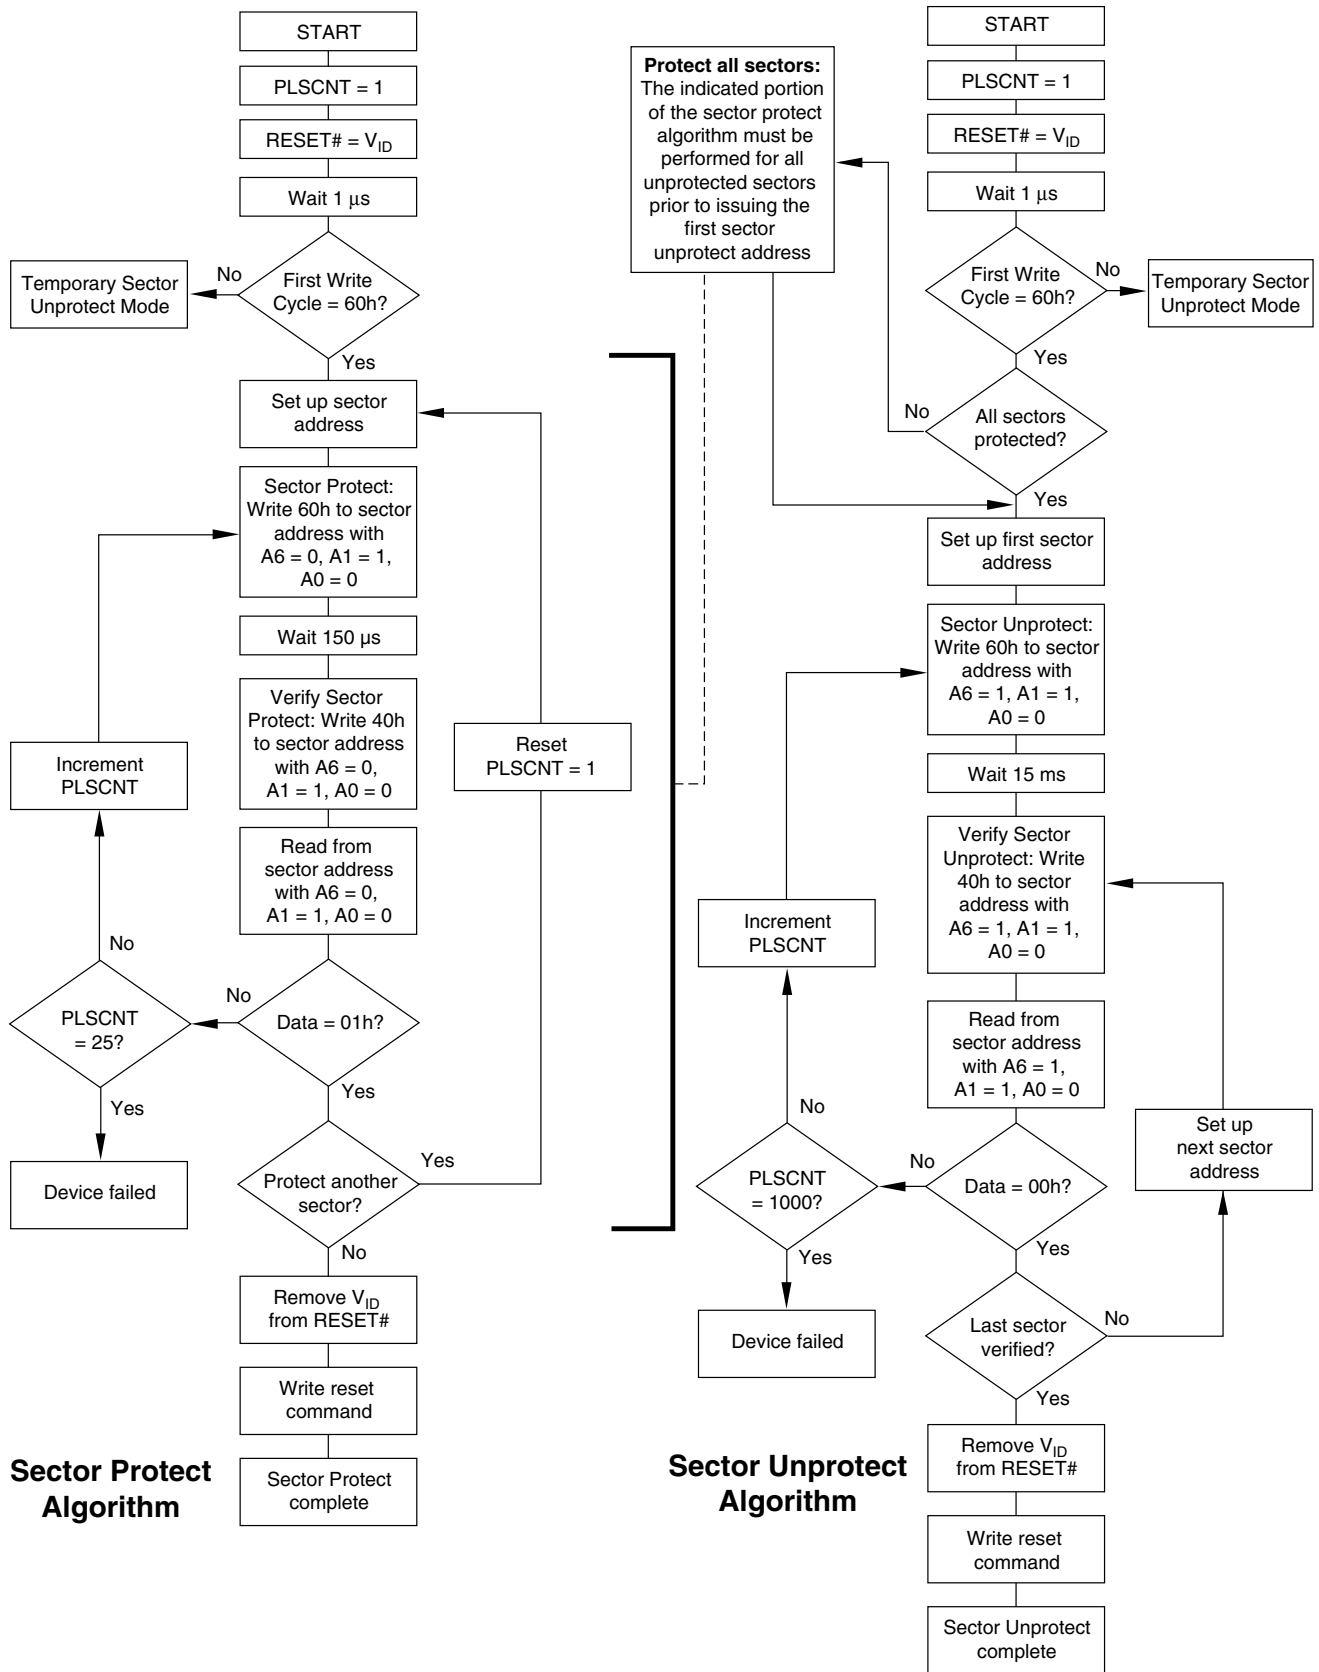 START
PLSCNT = 1
RESET# = VID
Wait 1 μs
First Write
Cycle = 60h?
No
Temporary Sector
Unprotect Mode
Yes
Set up sector
address
Sector Protect:
Write 60h to sector
address with
A6 = 0, A1 = 1,
A0 = 0
Wait 150 µs
Verify Sector
Protect: Write 40h
to sector address
with A6 = 0,
A1 = 1, A0 = 0
Reset
PLSCNT = 1
Increment
PLSCNT
Read from
sector address
with A6 = 0,
A1 = 1, A0 = 0
No
PLSCNT
= 25?
No
Data = 01h?
Yes
Yes
Device failed
Protect another
sector?
Yes
No
Remove VID
from RESET#
Write reset
command
Sector Protect
complete
Sector Protect
Algorithm
Protect all sectors:
The indicated portion
of the sector protect
algorithm must be
performed for all
unprotected sectors
prior to issuing the
first sector
unprotect address
START
PLSCNT = 1
RESET# = VID
Wait 1 μs
First Write
Cycle = 60h?
No
Temporary Sector
Unprotect Mode
Yes
No
All sectors
protected?
Yes
Set up first sector
address
Sector Unprotect:
Write 60h to sector
address with
A6 = 1, A1 = 1,
A0 = 0
Wait 15 ms
Verify Sector
Unprotect: Write
40h to sector
address with
A6 = 1, A1 = 1,
A0 = 0
Increment
PLSCNT
Read from
sector address
with A6 = 1,
A1 = 1, A0 = 0
No
PLSCNT
= 1000?
No
Data = 00h?
Set up
next sector
address
Yes
Yes
Device failed
Last sector
verified?
No
Yes
Remove VID
from RESET#
Write reset
command
Sector Unprotect
complete
Sector Unprotect
Algorithm